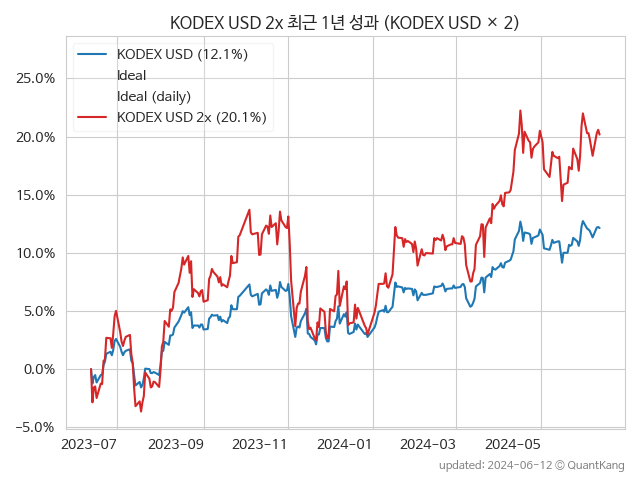 KODEX USD 2x 최근 1년 성과 (KODEX USD × 2)
KODEX USD (12.1%)
Ideal
Ideal (daily)
KODEX USD 2x (20.1%)
25.0%
20.0%
15.0%
10.0%
5.0%
0.0%
-5.0%
2023-07 2023-09 2023-11 2024-01 2024-03 2024-05
updated: 2024-06-12 © QuantKang